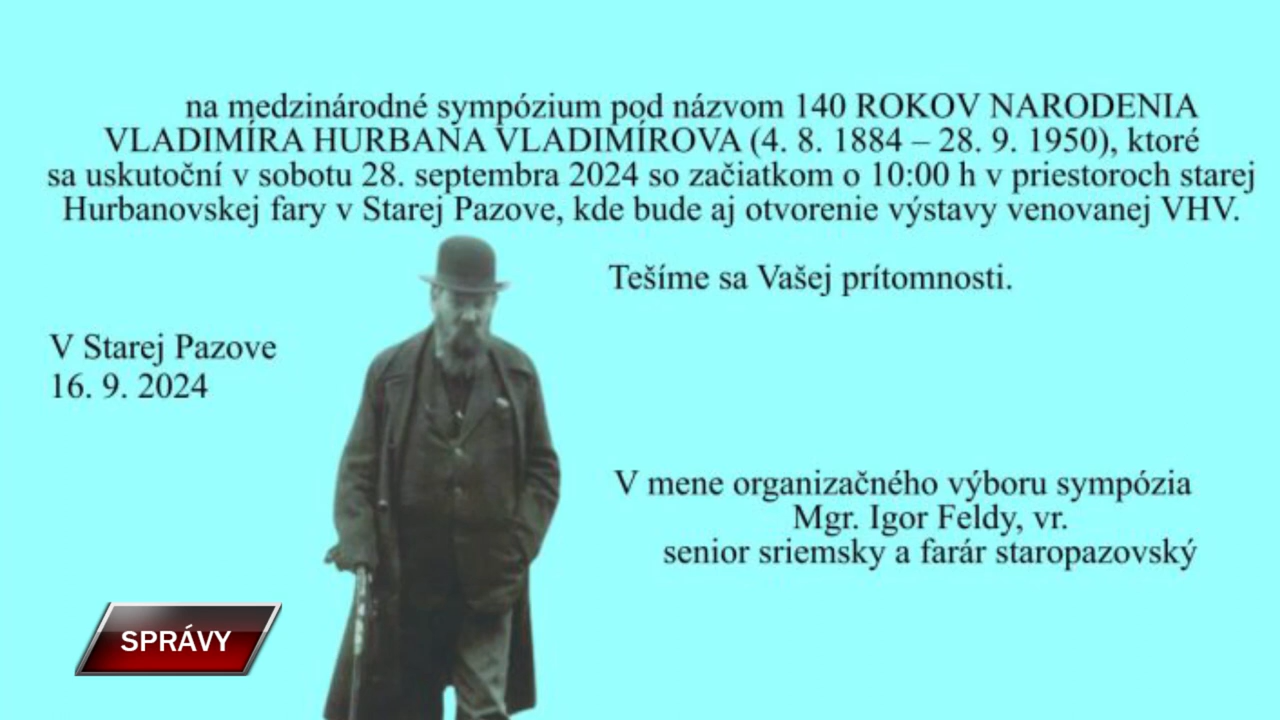 na medzinárodné sympózium pod názvom 140 ROKOV NARODENIA
VLADIMÍRA HURBANA VLADIMÍROVA (4. 8. 1884 – 28. 9. 1950), ktoré
sa uskutoční v sobotu 28. septembra 2024 so začiatkom o 10:00 h v priestoroch starej
Hurbanovskej fary v Starej Pazove, kde bude aj otvorenie výstavy venovanej VHV.
Tešíme sa Vašej prítomnosti.
V Starej Pazove
16. 9. 2024
V mene organizačného výboru sympózia
Mgr. Igor Feldy, vr.
senior sriemsky a farár staropazovský
SPRÁVY